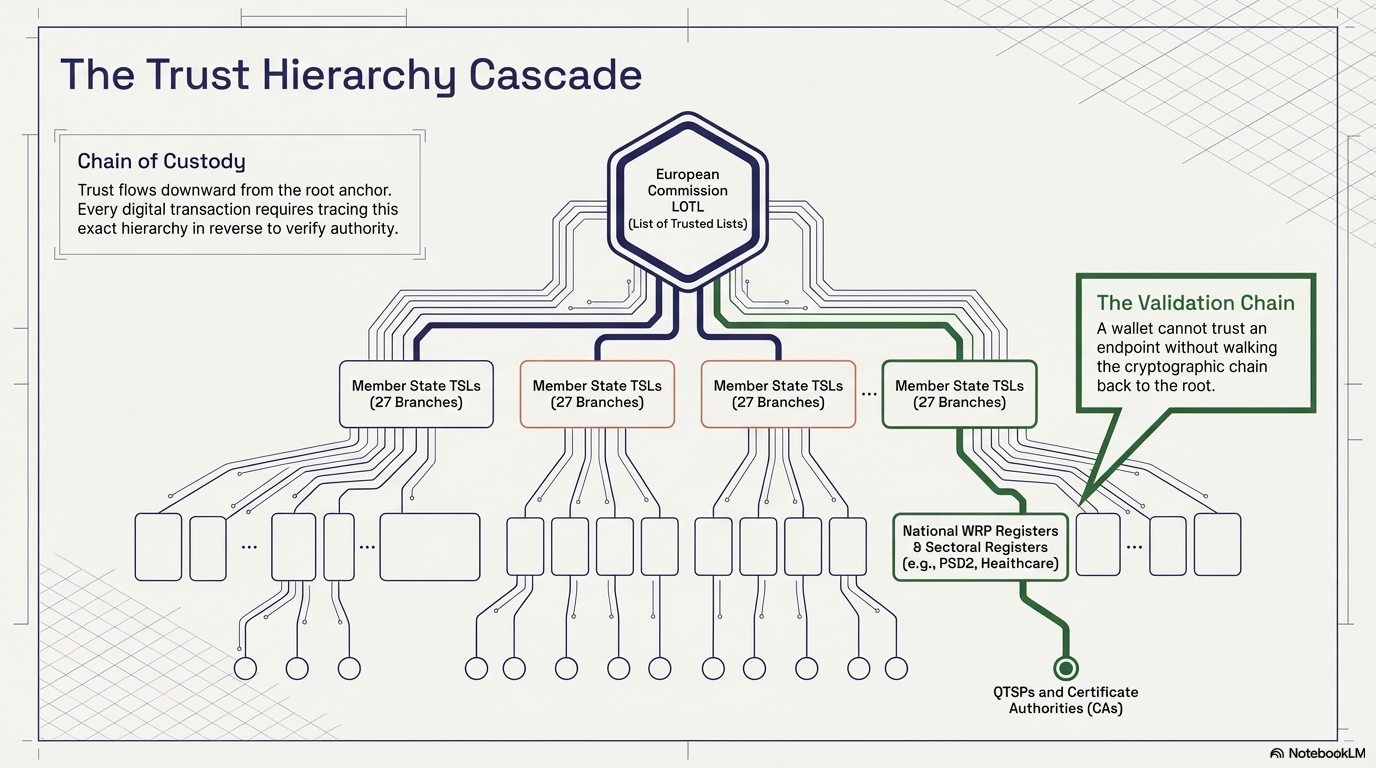 The Trust Hierarchy Cascade
Chain of Custody
Trust flows downward from the root anchor.
Every digital transaction requires tracing this
exact hierarchy in reverse to verify authority.
European
Commission
LOTL
(List of Trusted Lists)
The Validation Chain
A wallet cannot trust an
endpoint without walking
the cryptographic chain
back to the root.
Member State TSLs
(27 Branches)
Member State TSLs
(27 Branches)
Member State TSLs
(27 Branches)
...
Member State TSLs
(27 Branches)
...
...
National WRP Registers
& Sectoral Registers
(e.g., PSD2, Healthcare)
...
QTSPs and Certificate
Authorities (CAs)
NotebookLM